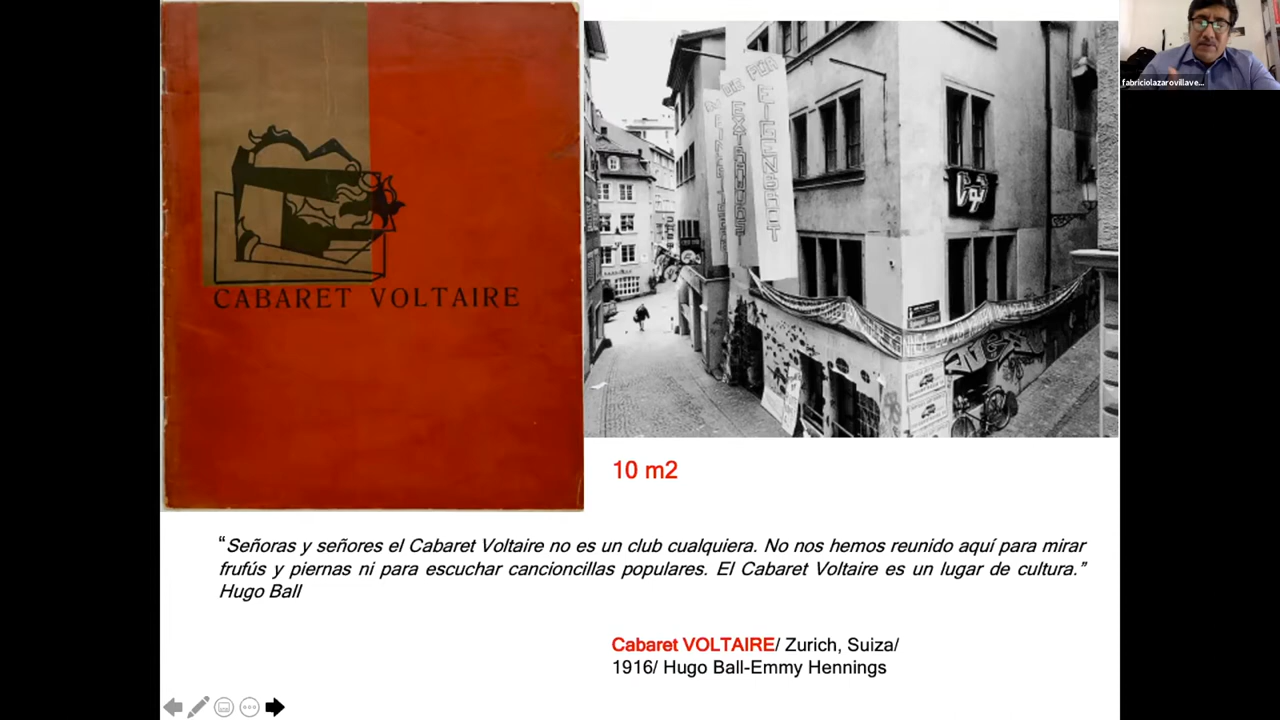 fabriciolazarovillave...
CABARET VOLTAIRE
FÜR
EIGENBROT
10 m2
“Señoras y señores el Cabaret Voltaire no es un club cualquiera. No nos hemos reunido aquí para mirar
frufús y piernas ni para escuchar cancioncillas populares. El Cabaret Voltaire es un lugar de cultura.”
Hugo Ball
Cabaret VOLTAIRE/ Zurich, Suiza/
1916/ Hugo Ball-Emmy Hennings